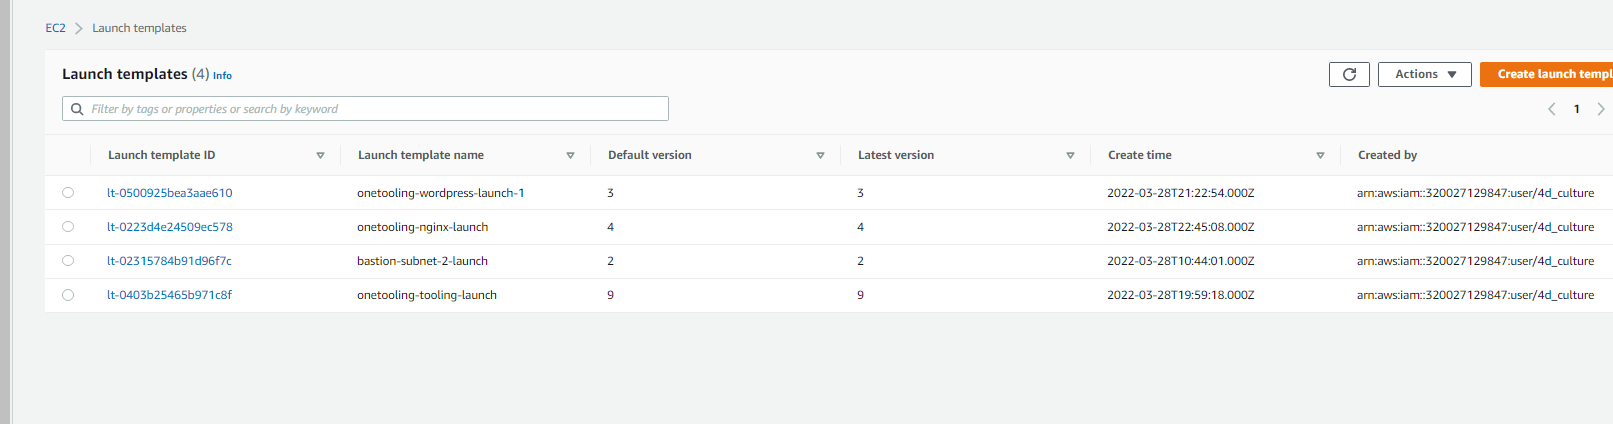 EC2 > Launch templates
Launch templates (4) Info
Actions
Create launch templ
Filter by tags or properties or search by keyword
1
Launch template ID Launch template name Default version Latest version Create time Created by
lt-0500925bea3aae610 onetooling-wordpress-launch-1 3 3 2022-03-28T21:22:54.000Z arn:aws:iam::320027129847:user/4d_culture
lt-0223d4e24509ec578 onetooling-nginx-launch 4 4 2022-03-28T22:45:08.000Z arn:aws:iam::320027129847:user/4d_culture
lt-02315784b91d96f7c bastion-subnet-2-launch 2 2 2022-03-28T10:44:01.000Z arn:aws:iam::320027129847:user/4d_culture
lt-0403b25465b971c8f onetooling-tooling-launch 9 9 2022-03-28T19:59:18.000Z arn:aws:iam::320027129847:user/4d_culture